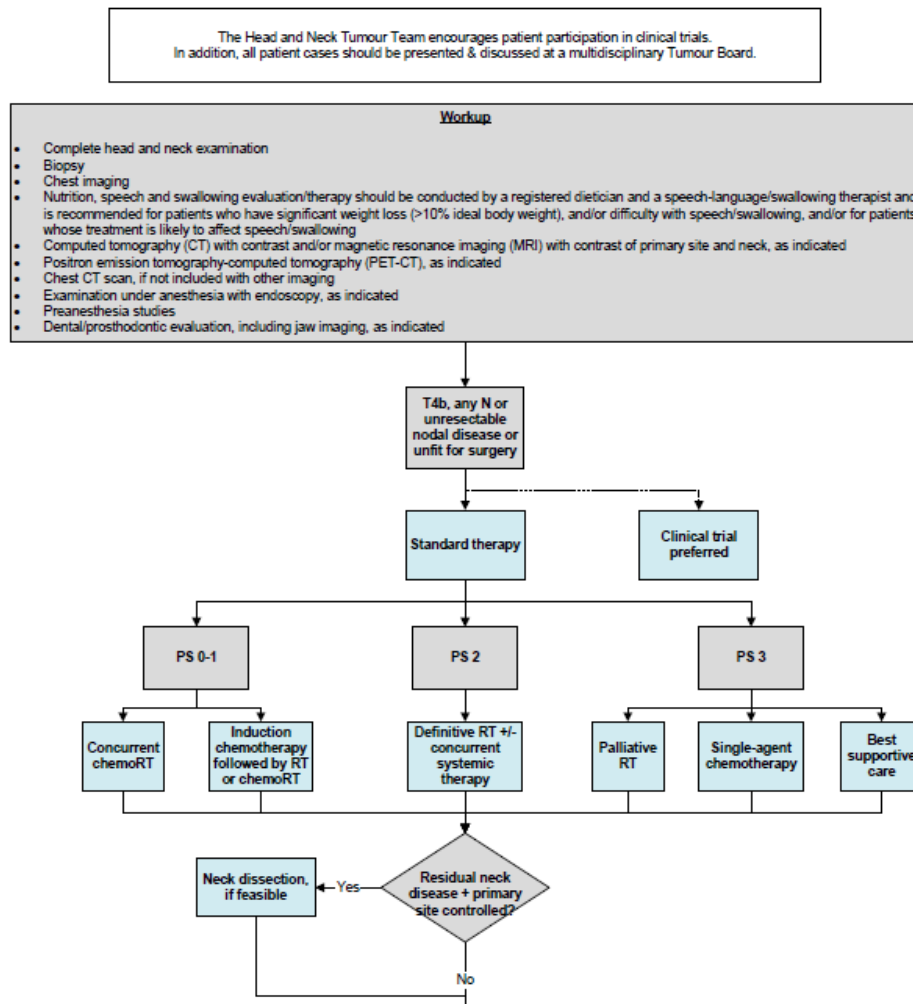 The Head and Neck Tumour Team encourages patient participation in clinical trials.
In addition, all patient cases should be presented & discussed at a multidisciplinary Tumour Board.
Workup
• Complete head and neck examination
• Biopsy
• Chest imaging
• Nutrition, speech and swallowing evaluation/therapy should be conducted by a registered dietician and a speech-language/swallowing therapist and
is recommended for patients who have significant weight loss (>10% ideal body weight), and/or difficulty with speech/swallowing, and/or for patients
whose treatment is likely to affect speech/swallowing
• Computed tomography (CT) with contrast and/or magnetic resonance imaging (MRI) with contrast of primary site and neck, as indicated
• Positron emission tomography-computed tomography (PET-CT), as indicated
• Chest CT scan, if not included with other imaging
• Examination under anesthesia with endoscopy, as indicated
• Preanesthesia studies
• Dental/prosthodontic evaluation, including jaw imaging, as indicated
T4b, any N or
unresectable
nodal disease or
unfit for surgery
Standard therapy
Clinical trial
preferred
PS 0-1
PS 2
PS 3
Concurrent
chemoRT
Induction
chemotherapy
followed by RT
or chemoRT
Definitive RT +/-
concurrent
systemic
therapy
Palliative
RT
Single-agent
chemotherapy
Best
supportive
care
Residual neck
disease + primary
site controlled?
Yes
Neck dissection,
if feasible
No